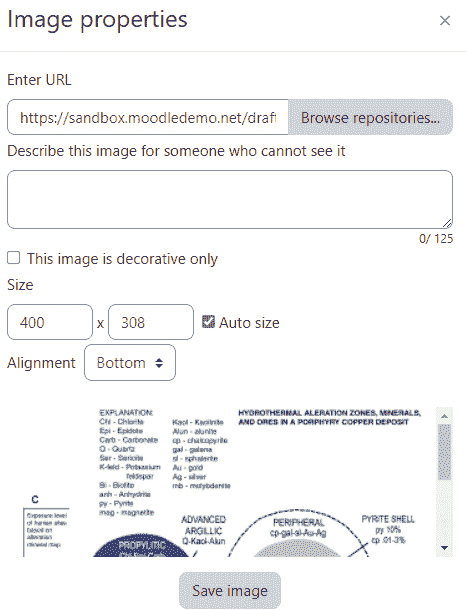 Image properties
×
Enter URL
https://sandbox.moodledemo.net/draft
Browse repositories...
Describe this image for someone who cannot see it
0/ 125
This image is decorative only
Size
400 x 308 Auto size
Alignment Bottom
EXPLANATION:
Chl - Chlorite
Epi - Epidote
Carb - Carbonate
Q - Quartz
Ser - Sericite
K-feld - Potassium
feldspar
Bi - Biotite
anh - Anhydrite
py - Pyrite
mag - magnetite
Kaol - Kaolinite
Alun - alunite
cp - chalcopyrite
gal - galena
sl - sphalerite
Au - gold
Ag - silver
mb - molybdenite
HYDROTHERMAL ALERATION ZONES, MINERALS,
AND ORES IN A PORPHYRY COPPER DEPOSIT
C
Exposure level
based on
alteration
mineral map
ADVANCED
ARGILLIC
Q-Kaol-Alun
PROPYLITIC
Chl-Epi-Carb
PERIPHERAL
cp-gal-sl-Au-Ag
PYRITE SHELL
py 10%
cp .01-3%
Save image